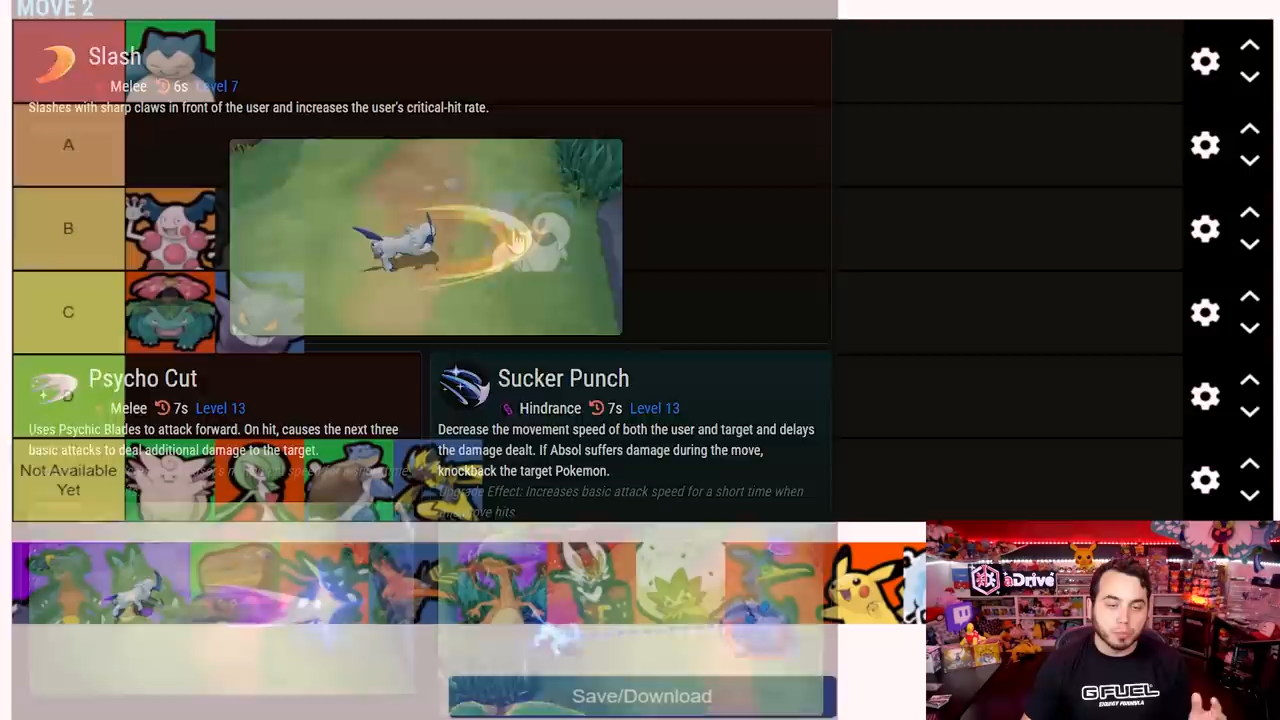 MOVE 2
Slash
Melee 6s Level 7
Slashes with sharp claws in front of the user and increases the user's critical-hit rate.
A
B
C
Psycho Cut
Melee 7s Level 13
Uses Psychic Blades to attack forward. On hit, causes the next three
basic attacks to deal additional damage to the target.
Sucker Punch
Hindrance 7s Level 13
Decrease the movement speed of both the user and target and delays
the damage dealt. If Absol suffers damage during the move,
knockback the target Pokemon.
Upgrade Effect: Increases basic attack speed for a short time when
D
Not Available
Yet
Save/Download
aDrive
G FUEL
ENERGY FORMULA